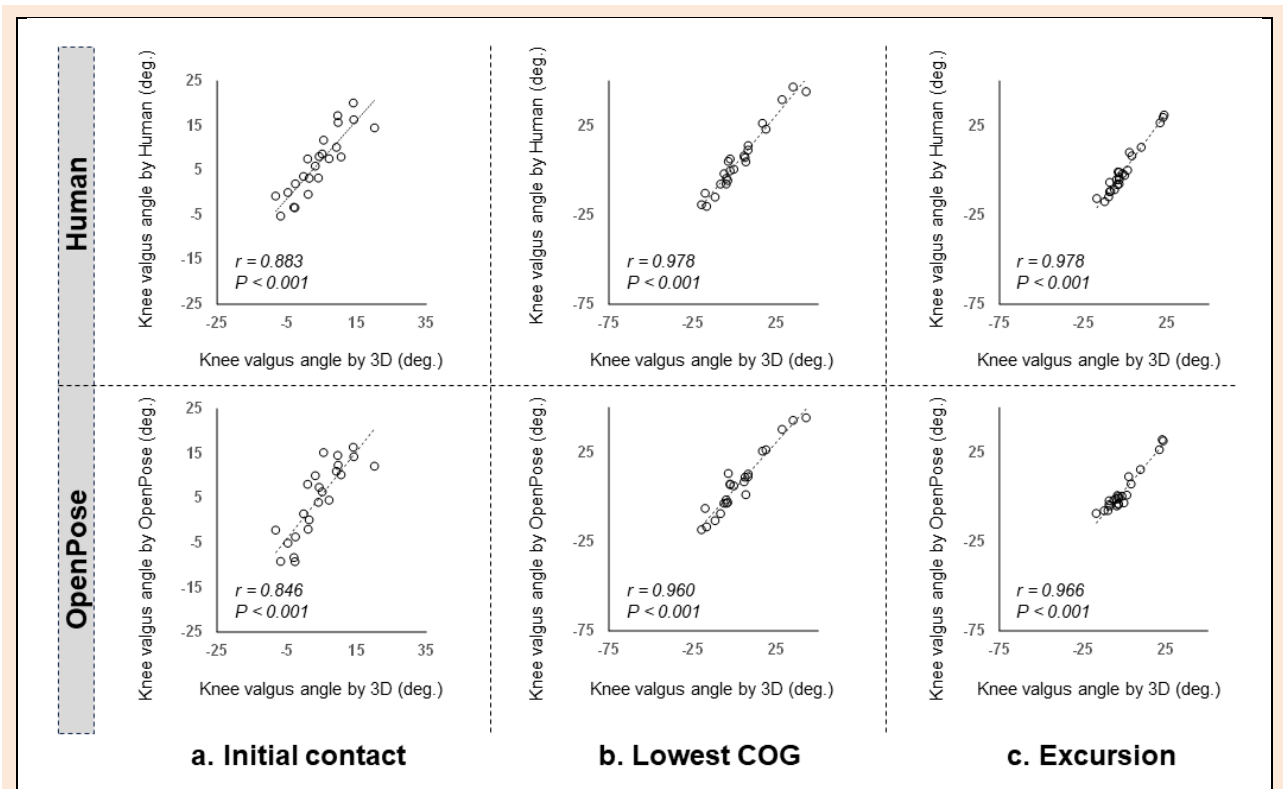 Human
Knee valgus angle by Human (deg.)
25
15
5
-5
-15
-25
-25 -5 15 35
r = 0.883
P < 0.001
Knee valgus angle by 3D (deg.)
Knee valgus angle by Human (deg.)
25
-25
-75
-75 -25 25
r = 0.978
P < 0.001
Knee valgus angle by 3D (deg.)
Knee valgus angle by Human (deg.)
25
-25
-75
-75 -25 25
r = 0.978
P < 0.001
Knee valgus angle by 3D (deg.)
OpenPose
Knee valgus angle by OpenPose (deg.)
25
15
5
-5
-15
-25
-25 -5 15 35
r = 0.846
P < 0.001
Knee valgus angle by 3D (deg.)
Knee valgus angle by OpenPose (deg.)
25
-25
-75
-75 -25 25
r = 0.960
P < 0.001
Knee valgus angle by 3D (deg.)
Knee valgus angle by OpenPose (deg.)
25
-25
-75
-75 -25 25
r = 0.966
P < 0.001
Knee valgus angle by 3D (deg.)
a. Initial contact
b. Lowest COG
c. Excursion